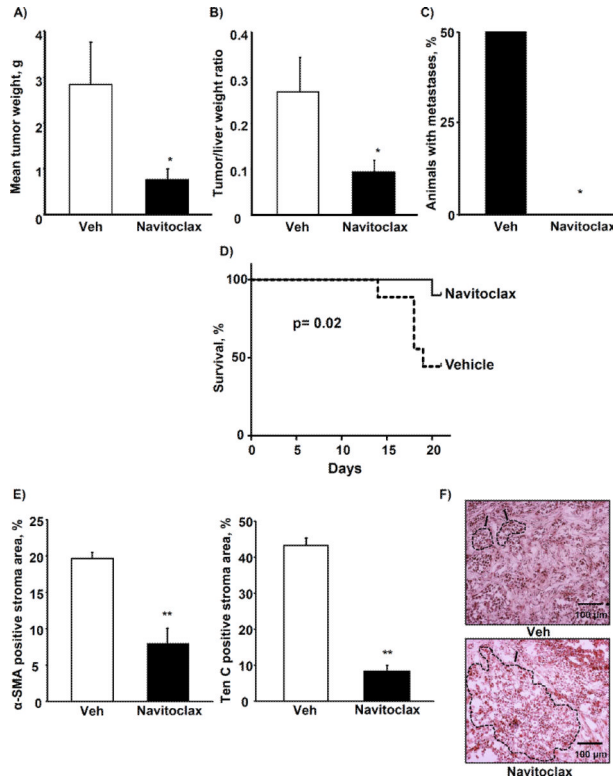 A)
Mean tumor weight, g
4
3
2
1
0
Veh Navitoclax
*
B)
Tumor/liver weight ratio
0.4
0.3
0.2
0.1
0
Veh Navitoclax
*
C)
Animals with metastases, %
50
25
0
Veh Navitoclax
*
D)
Survival, %
100
50
0
p= 0.02
Navitoclax
Vehicle
0 5 10 15 20
Days
E)
α-SMA positive stroma area, %
25
20
15
10
5
0
Veh Navitoclax
**
Ten C positive stroma area, %
50
40
30
20
10
0
Veh Navitoclax
**
F)
100 µm
Veh
100 µm
Navitoclax